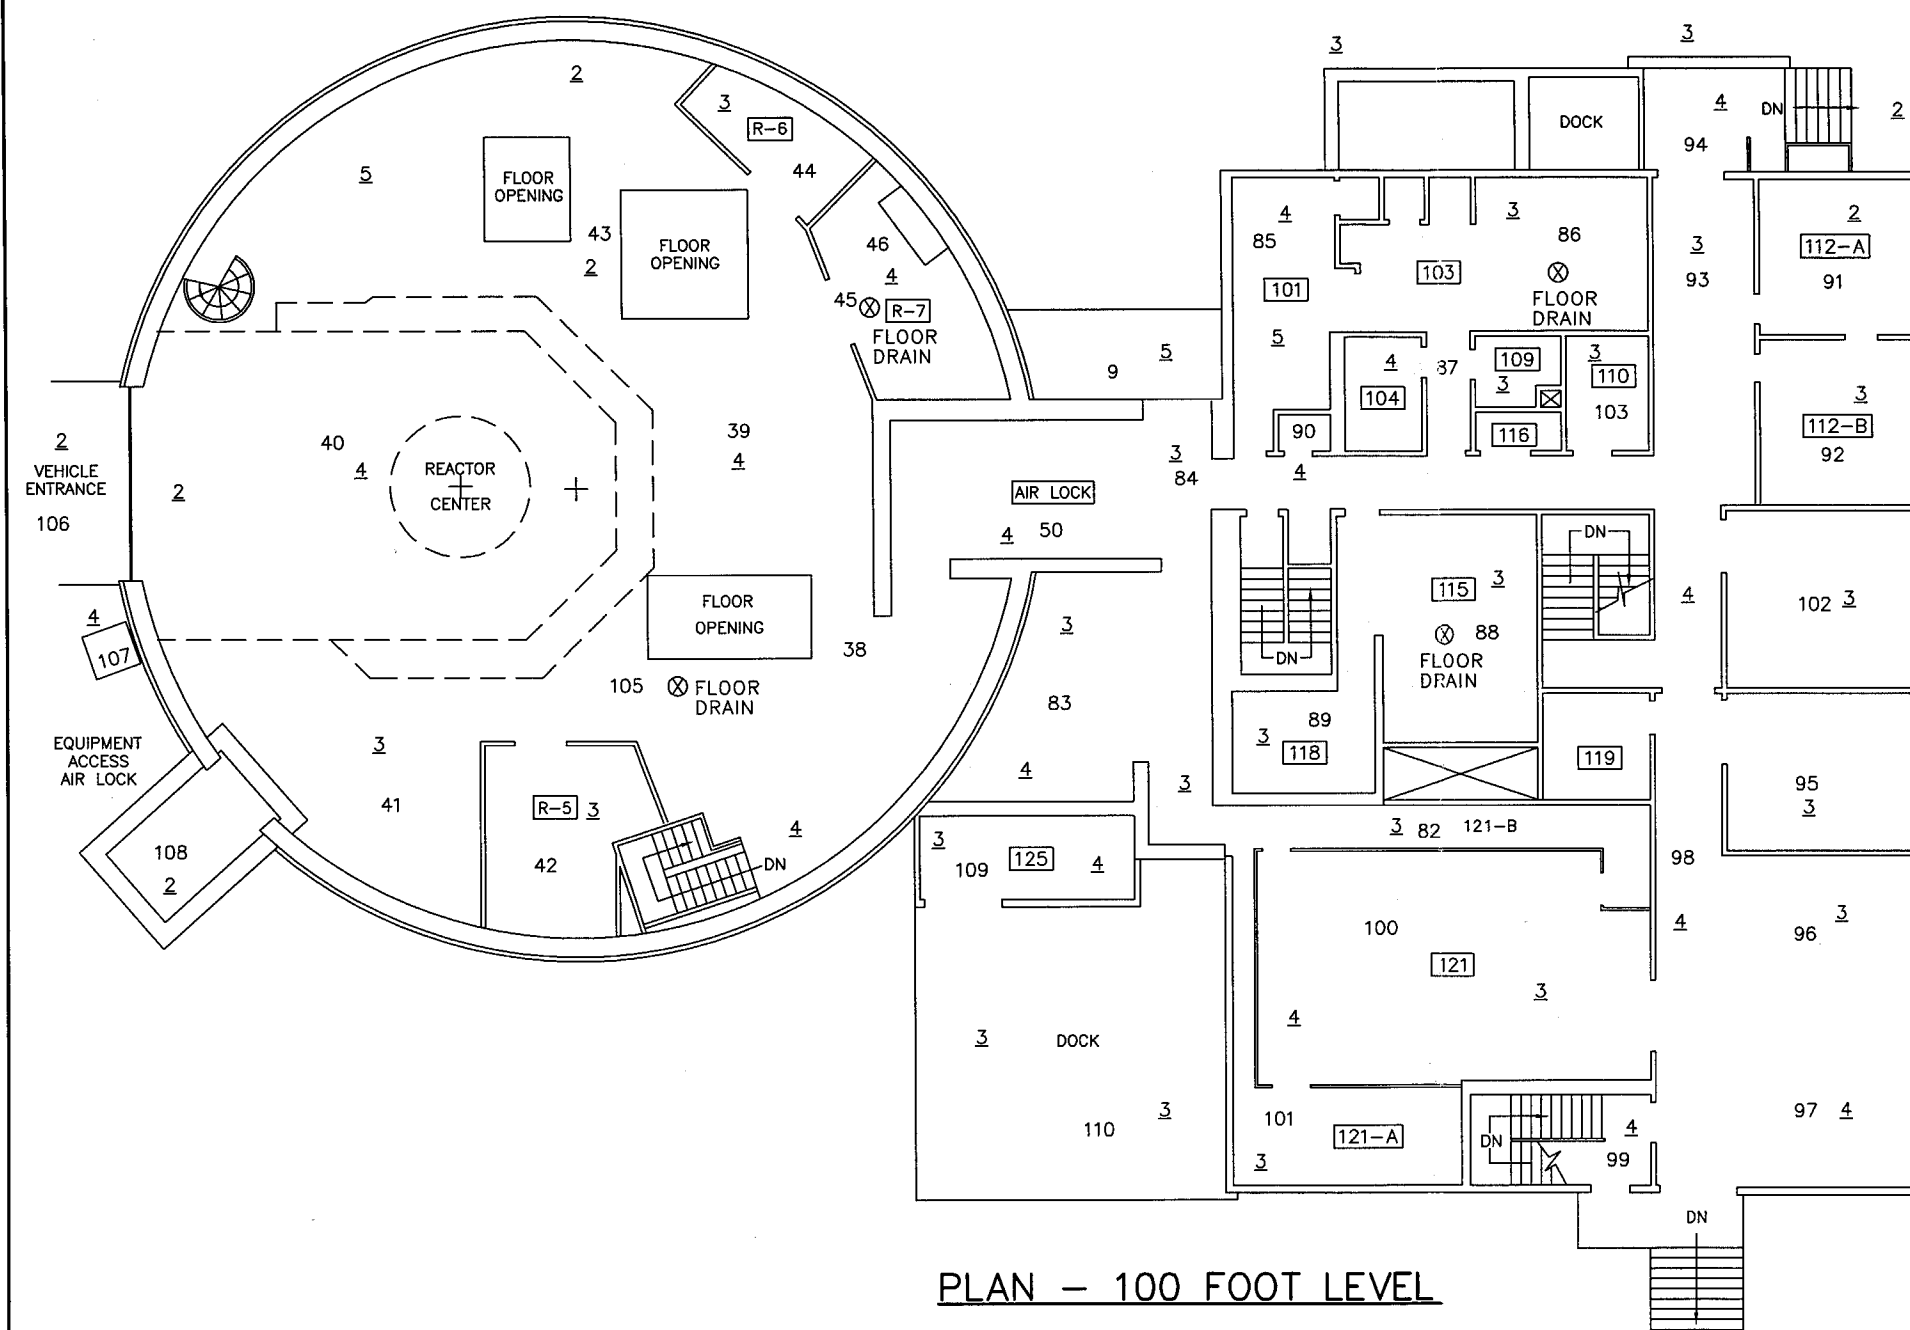 3
3
2
3
R-6
4
DN
2
DOCK
94
44
5
FLOOR
OPENING
4
3
2
85
86
43
2
FLOOR
OPENING
46
4
3
93
112-A
91
101
103
FLOOR
DRAIN
45
R-7
FLOOR
DRAIN
5
9
5
4
87
109
3
3
110
103
104
116
90
3
112-B
92
2
VEHICLE
ENTRANCE
106
2
40
4
REACTOR
CENTER
39
4
3
84
4
AIR LOCK
50
4
DN
DN
115
3
88
FLOOR
DRAIN
4
102 3
4
107
FLOOR
OPENING
38
105
FLOOR
DRAIN
3
83
4
3
89
3
118
119
95
3
EQUIPMENT
ACCESS
AIR LOCK
3
41
R-5
3
42
4
DN
108
2
3
109
125
4
3 82 121-B
98
4
3
96
100
121
3
4
3
DOCK
3
110
97 4
101
121-A
3
DN
4
99
DN
PLAN - 100 FOOT LEVEL